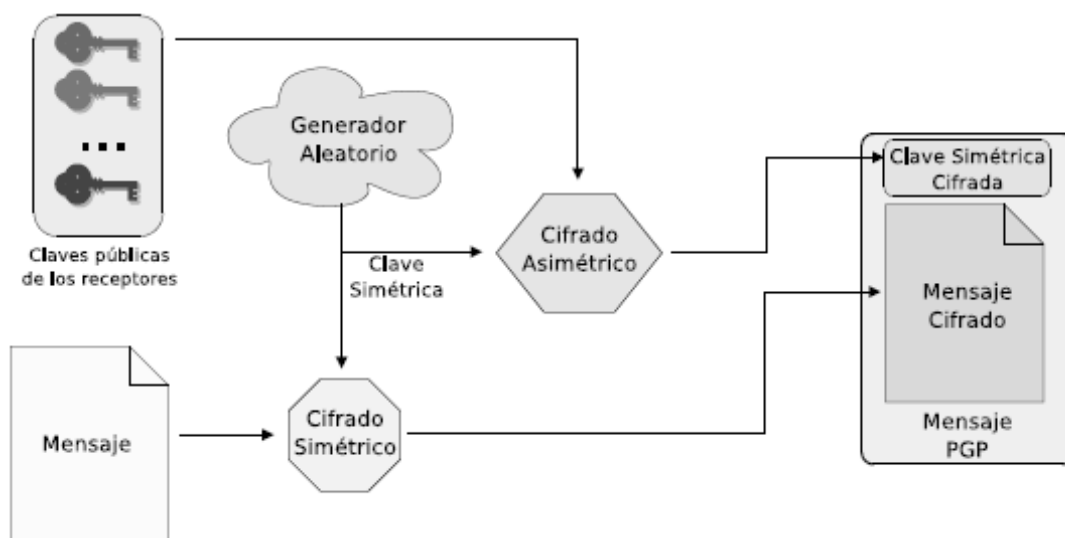 Claves públicas
de los receptores
Generador
Aleatorio
Clave
Simétrica
Cifrado
Asimétrico
Mensaje
Cifrado
Simétrico
Clave Simétrica
Cifrada
Mensaje
Cifrado
Mensaje
PGP